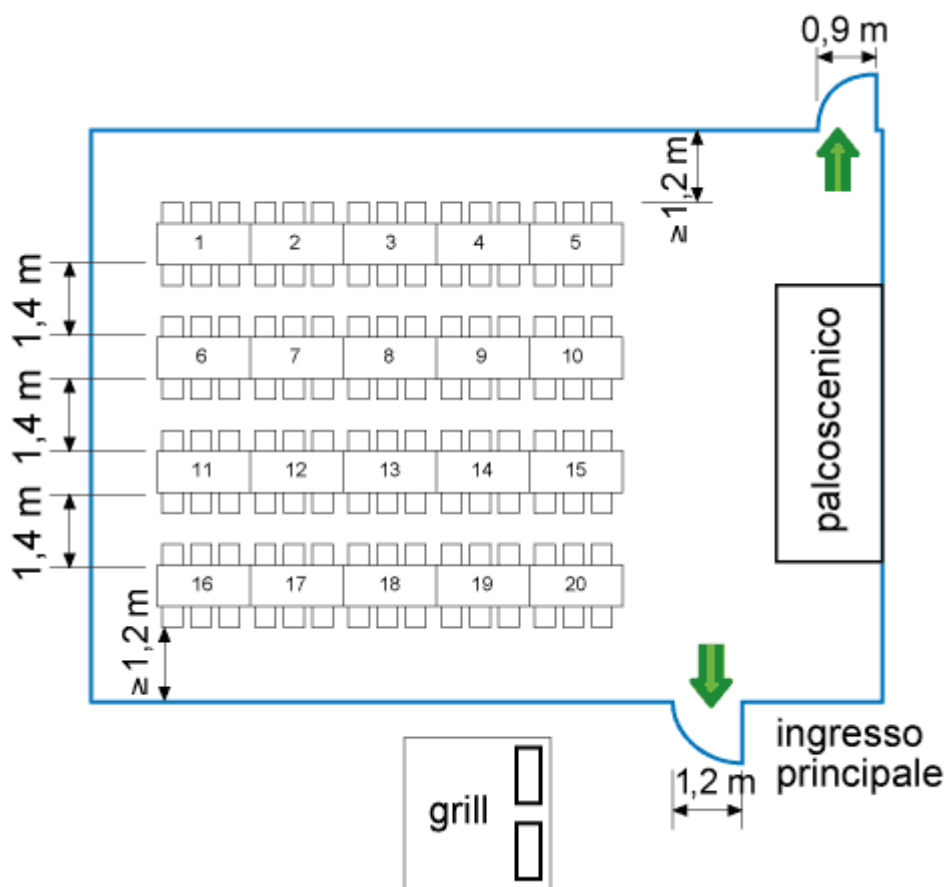 0,9 m
≥1,2 m
1 2 3 4 5
1,4 m
6 7 8 9 10
1,4 m
palcoscenico
11 12 13 14 15
1,4 m
16 17 18 19 20
≥1,2 m
ingresso
principale
1,2 m
grill